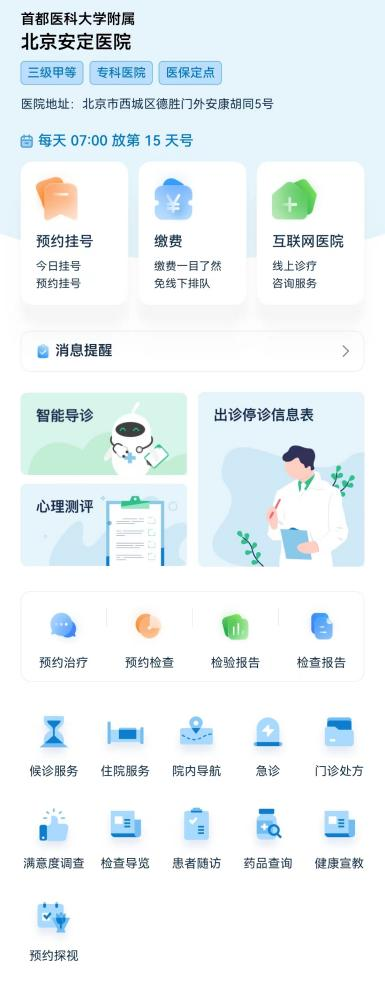 首都医科大学附属
北京安定医院
三级甲等 专科医院 医保定点
医院地址：北京市西城区德胜门外安康胡同5号
每天 07:00 放第 15 天号
预约挂号
今日挂号
预约挂号
缴费
缴费一目了然
免线下排队
互联网医院
线上诊疗
咨询服务
消息提醒
智能导诊
心理测评
出诊停诊信息表
预约治疗 预约检查 检验报告 检查报告
候诊服务 住院服务 院内导航 急诊 门诊处方
满意度调查 检查导览 患者随访 药品查询 健康宣教
预约探视